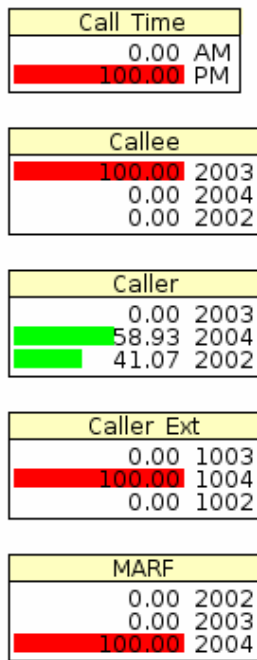 Call Time
0.00 AM
100.00 PM
Callee
100.00 2003
0.00 2004
0.00 2002
Caller
0.00 2003
58.93 2004
41.07 2002
Caller Ext
0.00 1003
100.00 1004
0.00 1002
MARF
0.00 2002
0.00 2003
100.00 2004